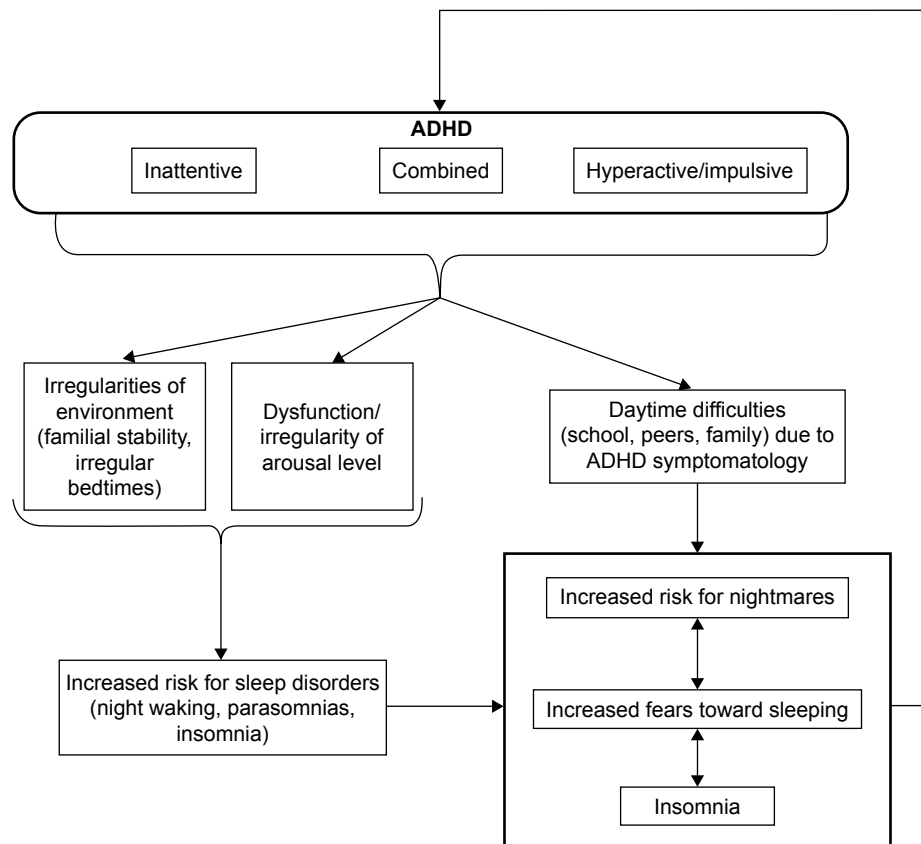 ADHD
Inattentive
Combined
Hyperactive/impulsive
Irregularities of
environment
(familial stability,
irregular
bedtimes)
Dysfunction/
irregularity of
arousal level
Daytime difficulties
(school, peers, family) due to
ADHD symptomatology
Increased risk for nightmares
Increased risk for sleep disorders
(night waking, parasomnias,
insomnia)
Increased fears toward sleeping
Insomnia